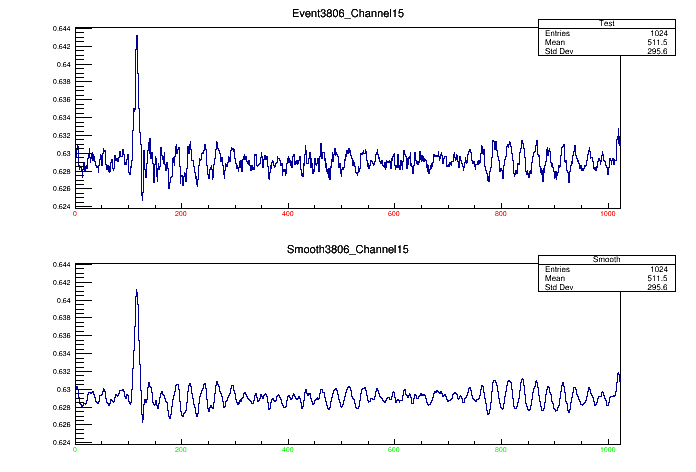 Event3806_Channel15
Test
Entries 1024
Mean 511.5
Std Dev 295.6
0.644
0.642
0.64
0.638
0.636
0.634
0.632
0.63
0.628
0.626
0.624
0 200 400 600 800 1000
Smooth3806_Channel15
Smooth
Entries 1024
Mean 511.5
Std Dev 295.6
0.644
0.642
0.64
0.638
0.636
0.634
0.632
0.63
0.628
0.626
0.624
0 200 400 600 800 1000